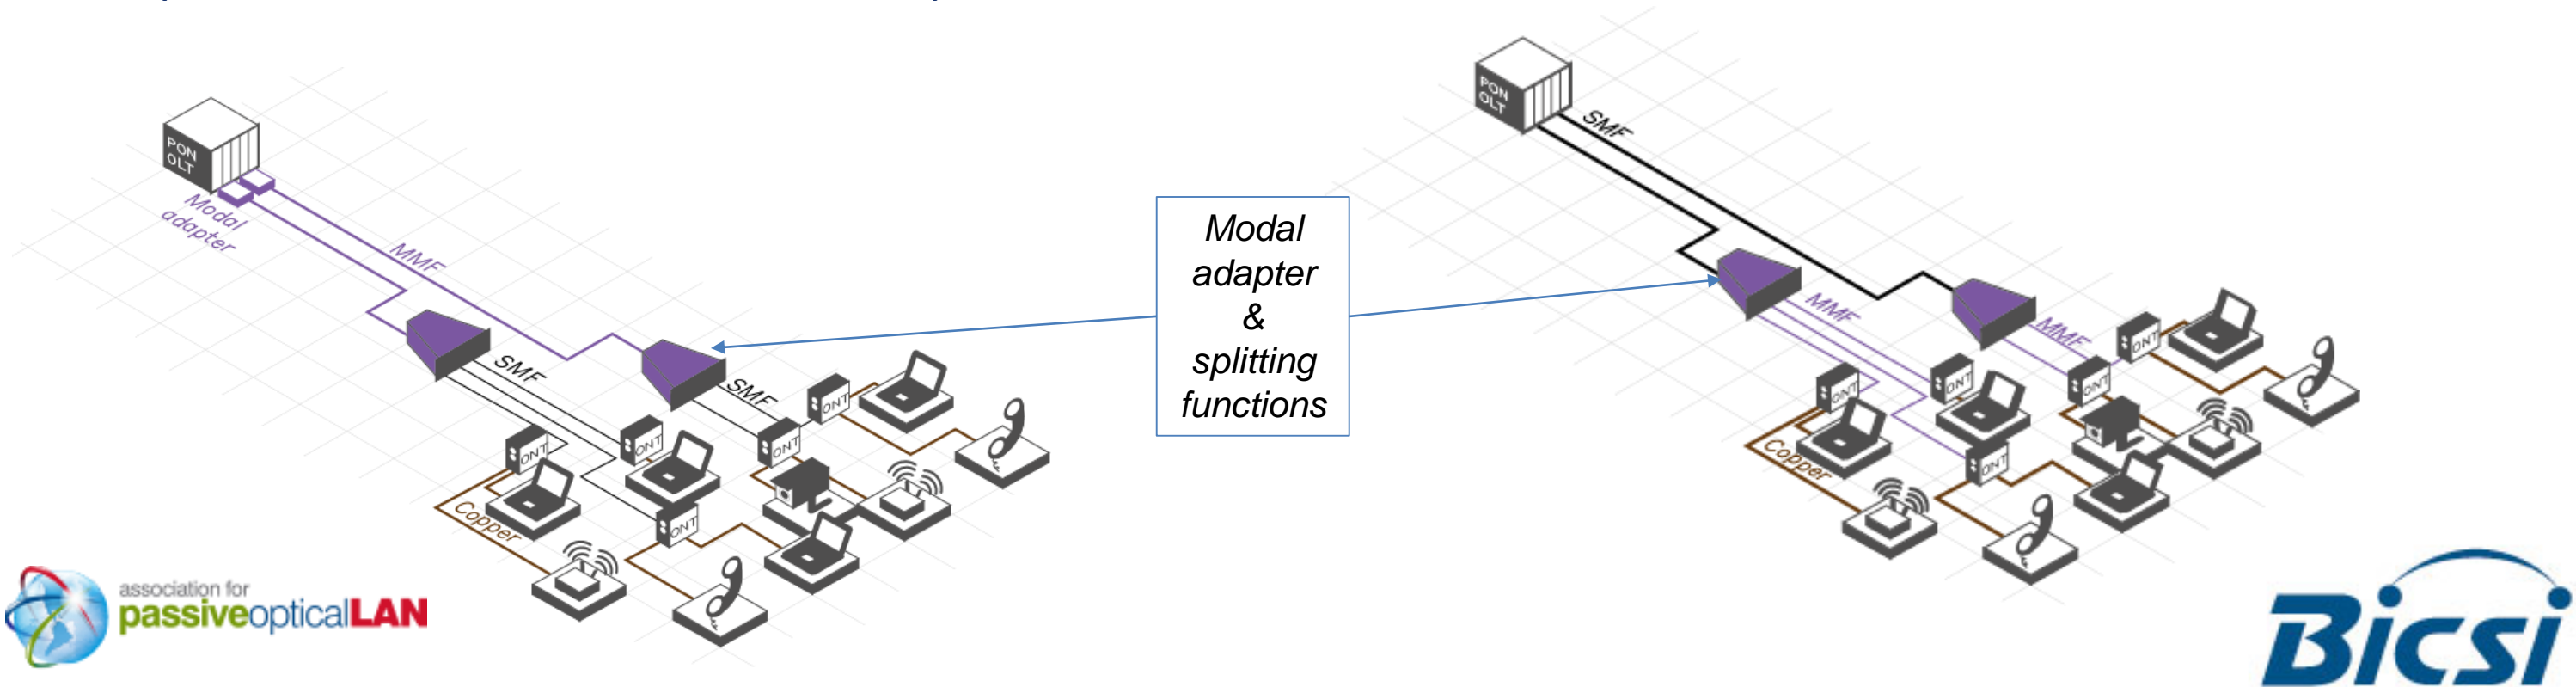 PON
OLT
Modal
adapter
MMF
SMF
SMF
ONT
ONT
ONT
ONT
ONT
Copper
Modal
adapter
&
splitting
functions
PON
OLT
SMF
MMF
MMF
ONT
ONT
ONT
ONT
ONT
Copper
association for
passiveopticalLAN
Bicsi